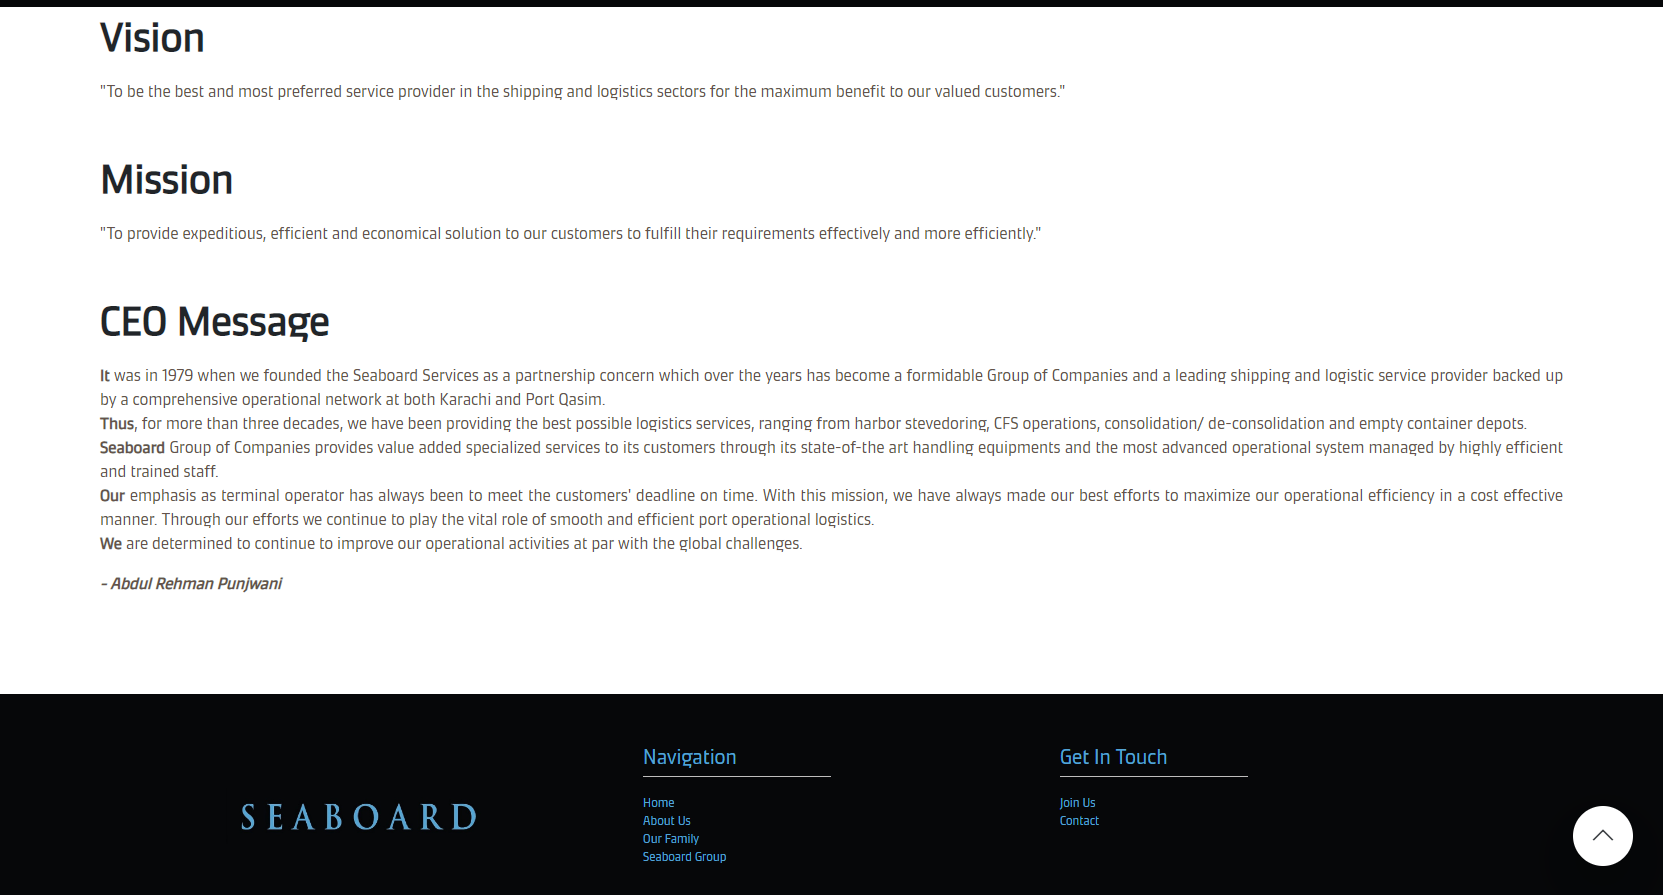 Vision
"To be the best and most preferred service provider in the shipping and logistics sectors for the maximum benefit to our valued customers."
Mission
"To provide expeditious, efficient and economical solution to our customers to fulfill their requirements effectively and more efficiently."
CEO Message
It was in 1979 when we founded the Seaboard Services as a partnership concern which over the years has become a formidable Group of Companies and a leading shipping and logistic service provider backed up
by a comprehensive operational network at both Karachi and Port Qasim.
Thus, for more than three decades, we have been providing the best possible logistics services, ranging from harbor stevedoring, CFS operations, consolidation/ de-consolidation and empty container depots.
Seaboard Group of Companies provides value added specialized services to its customers through its state-of-the art handling equipments and the most advanced operational system managed by highly efficient
and trained staff.
Our emphasis as terminal operator has always been to meet the customers' deadline on time. With this mission, we have always made our best efforts to maximize our operational efficiency in a cost effective
manner. Through our efforts we continue to play the vital role of smooth and efficient port operational logistics.
We are determined to continue to improve our operational activities at par with the global challenges.
- Abdul Rehman Punjwani
SEABOARD
Navigation
Home
About Us
Our Family
Seaboard Group
Get In Touch
Join Us
Contact